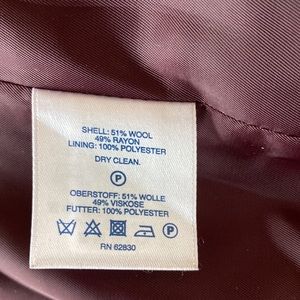 SHELL: 51% WOOL
49% RAYON
LINING: 100% POLYESTER
DRY CLEAN.
P
OBERSTOFF: 51% WOLLE
49% VISKOSE
FUTTER: 100% POLYESTER
P
RN 62830